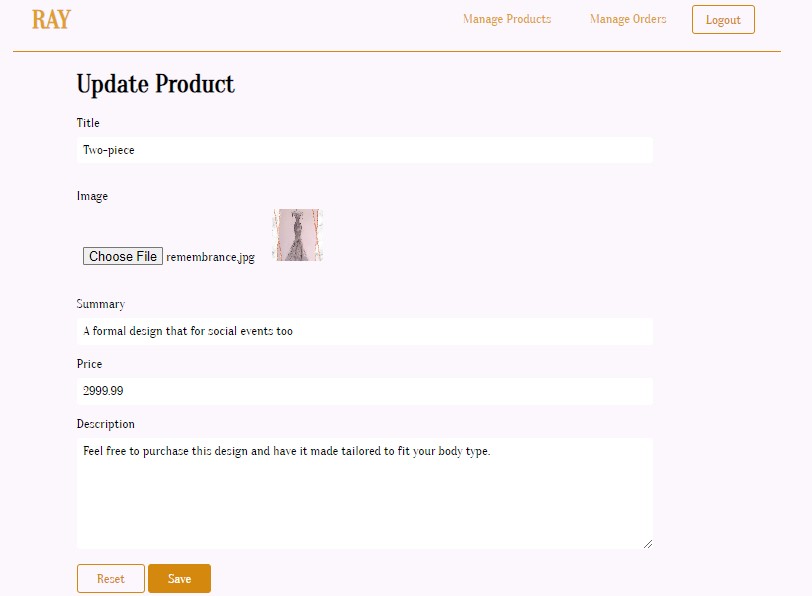 RAY
Manage Products
Manage Orders
Logout
Update Product
Title
Two-piece
Image
Choose File remembrance.jpg
Summary
A formal design that for social events too
Price
2999.99
Description
Feel free to purchase this design and have it made tailored to fit your body type.
Reset
Save